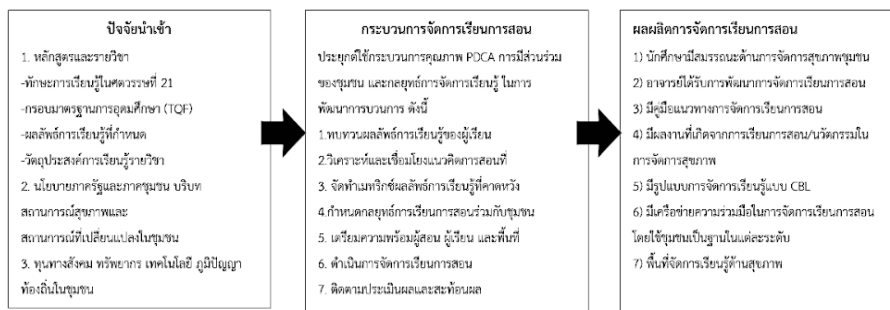 ปัจจัยนำเข้า
1. หลักสูตรและรายวิชา
-ทักษะการเรียนรู้ในศตวรรษที่ 21
-กรอบมาตรฐานการอุดมศึกษา (TQF)
-ผลลัพธ์การเรียนรู้ที่กำหนด
-วัตถุประสงค์การเรียนรู้รายวิชา
2. นโยบายภาครัฐและภาคชุมชน บริบท
สถานการณ์สุขภาพและ
สถานการณ์ที่เปลี่ยนแปลงในชุมชน
3. ทุนทางสังคม ทรัพยากร เทคโนโลยี ภูมิปัญญา
ท้องถิ่นในชุมชน
กระบวนการจัดการเรียนการสอน
ประยุกต์ใช้กระบวนการคุณภาพ PDCA การมีส่วนร่วม
ของชุมชน และกลยุทธ์การจัดการเรียนรู้ ในการ
พัฒนาการบวนการ ดังนี้
1.ทบทวนผลลัพธ์การเรียนรู้ของผู้เรียน
2.วิเคราะห์และเชื่อมโยงแนวคิดการสอนที่
3. จัดทำเมทริกซ์ผลลัพธ์การเรียนรู้ที่คาดหวัง
4.กำหนดกลยุทธ์การเรียนการสอนร่วมกับชุมชน
5. เตรียมความพร้อมผู้สอน ผู้เรียน และพื้นที่
6. ดำเนินการจัดการเรียนการสอน
7. ติดตามประเมินผลและสะท้อนผล
ผลผลิตการจัดการเรียนการสอน
1) นักศึกษามีสมรรถนะด้านการจัดการสุขภาพชุมชน
2) อาจารย์ได้รับการพัฒนาการจัดการเรียนการสอน
3) มีคู่มือแนวทางการจัดการเรียนการสอน
4) มีผลงานที่เกิดจากการเรียนการสอน/นวัตกรรมใน
การจัดการสุขภาพ
5) มีรูปแบบการจัดการเรียนรู้แบบ CBL
6) มีเครือข่ายความร่วมมือในการจัดการเรียนการสอน
โดยใช้ชุมชนเป็นฐานในแต่ละระดับ
7) พื้นที่จัดการเรียนรู้ด้านสุขภาพ